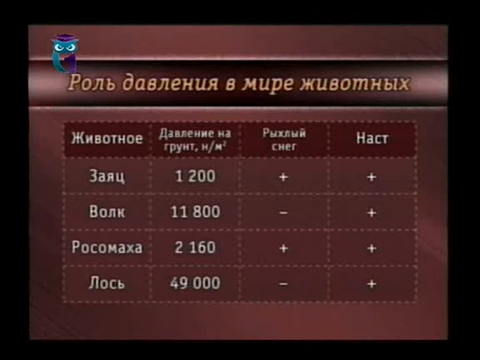 Роль давления в мире животных
Животное Давление на грунт, н/м² Рыхлый снег Наст
Заяц 1 200 + +
Волк 11 800 – +
Росомаха 2 160 + +
Лось 49 000 – +